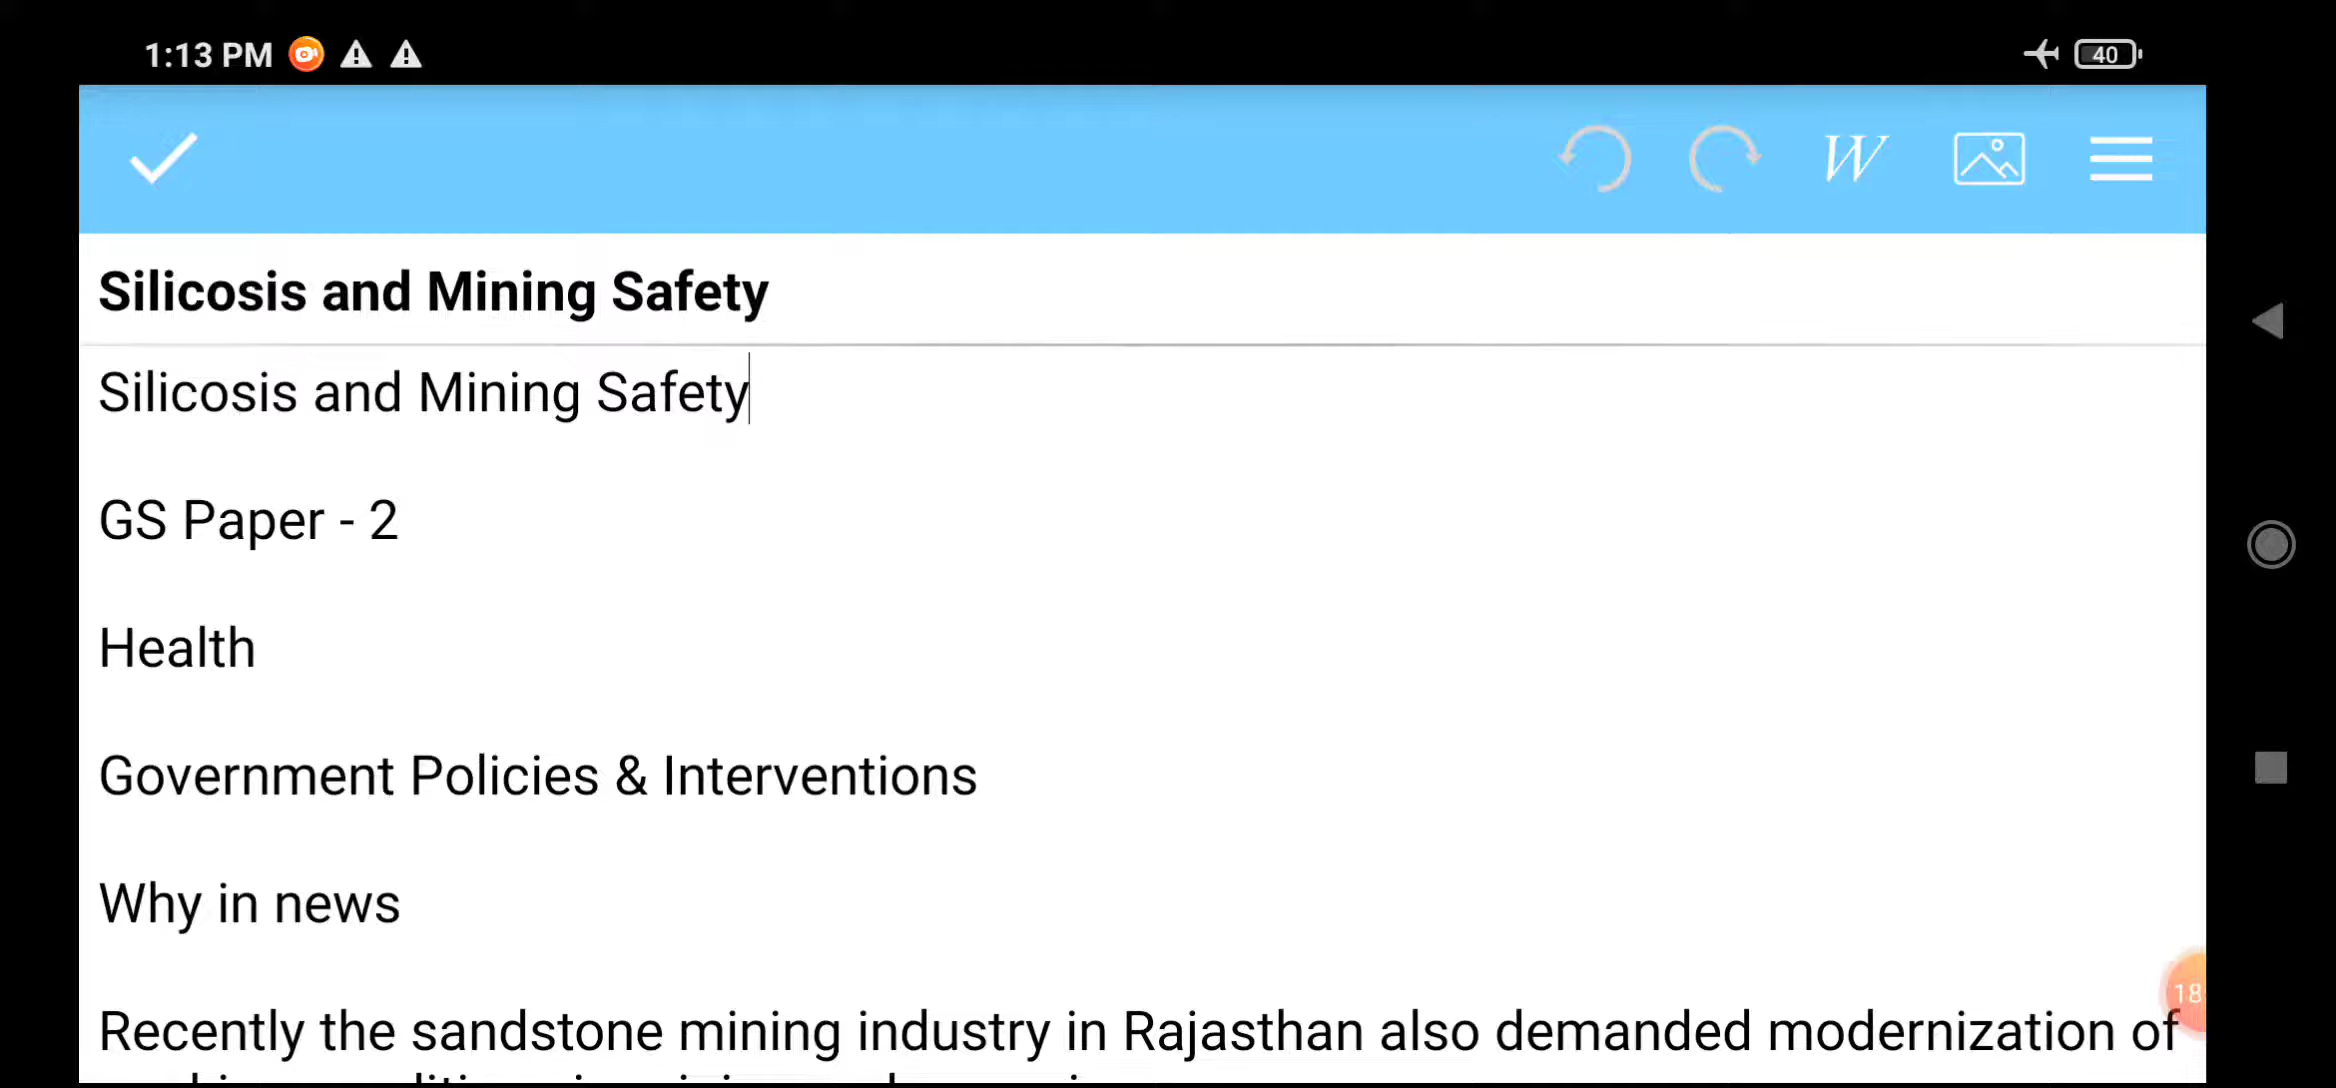 1:13 PM
40
W
Silicosis and Mining Safety
Silicosis and Mining Safety
GS Paper - 2
Health
Government Policies & Interventions
Why in news
18
Recently the sandstone mining industry in Rajasthan also demanded modernization of